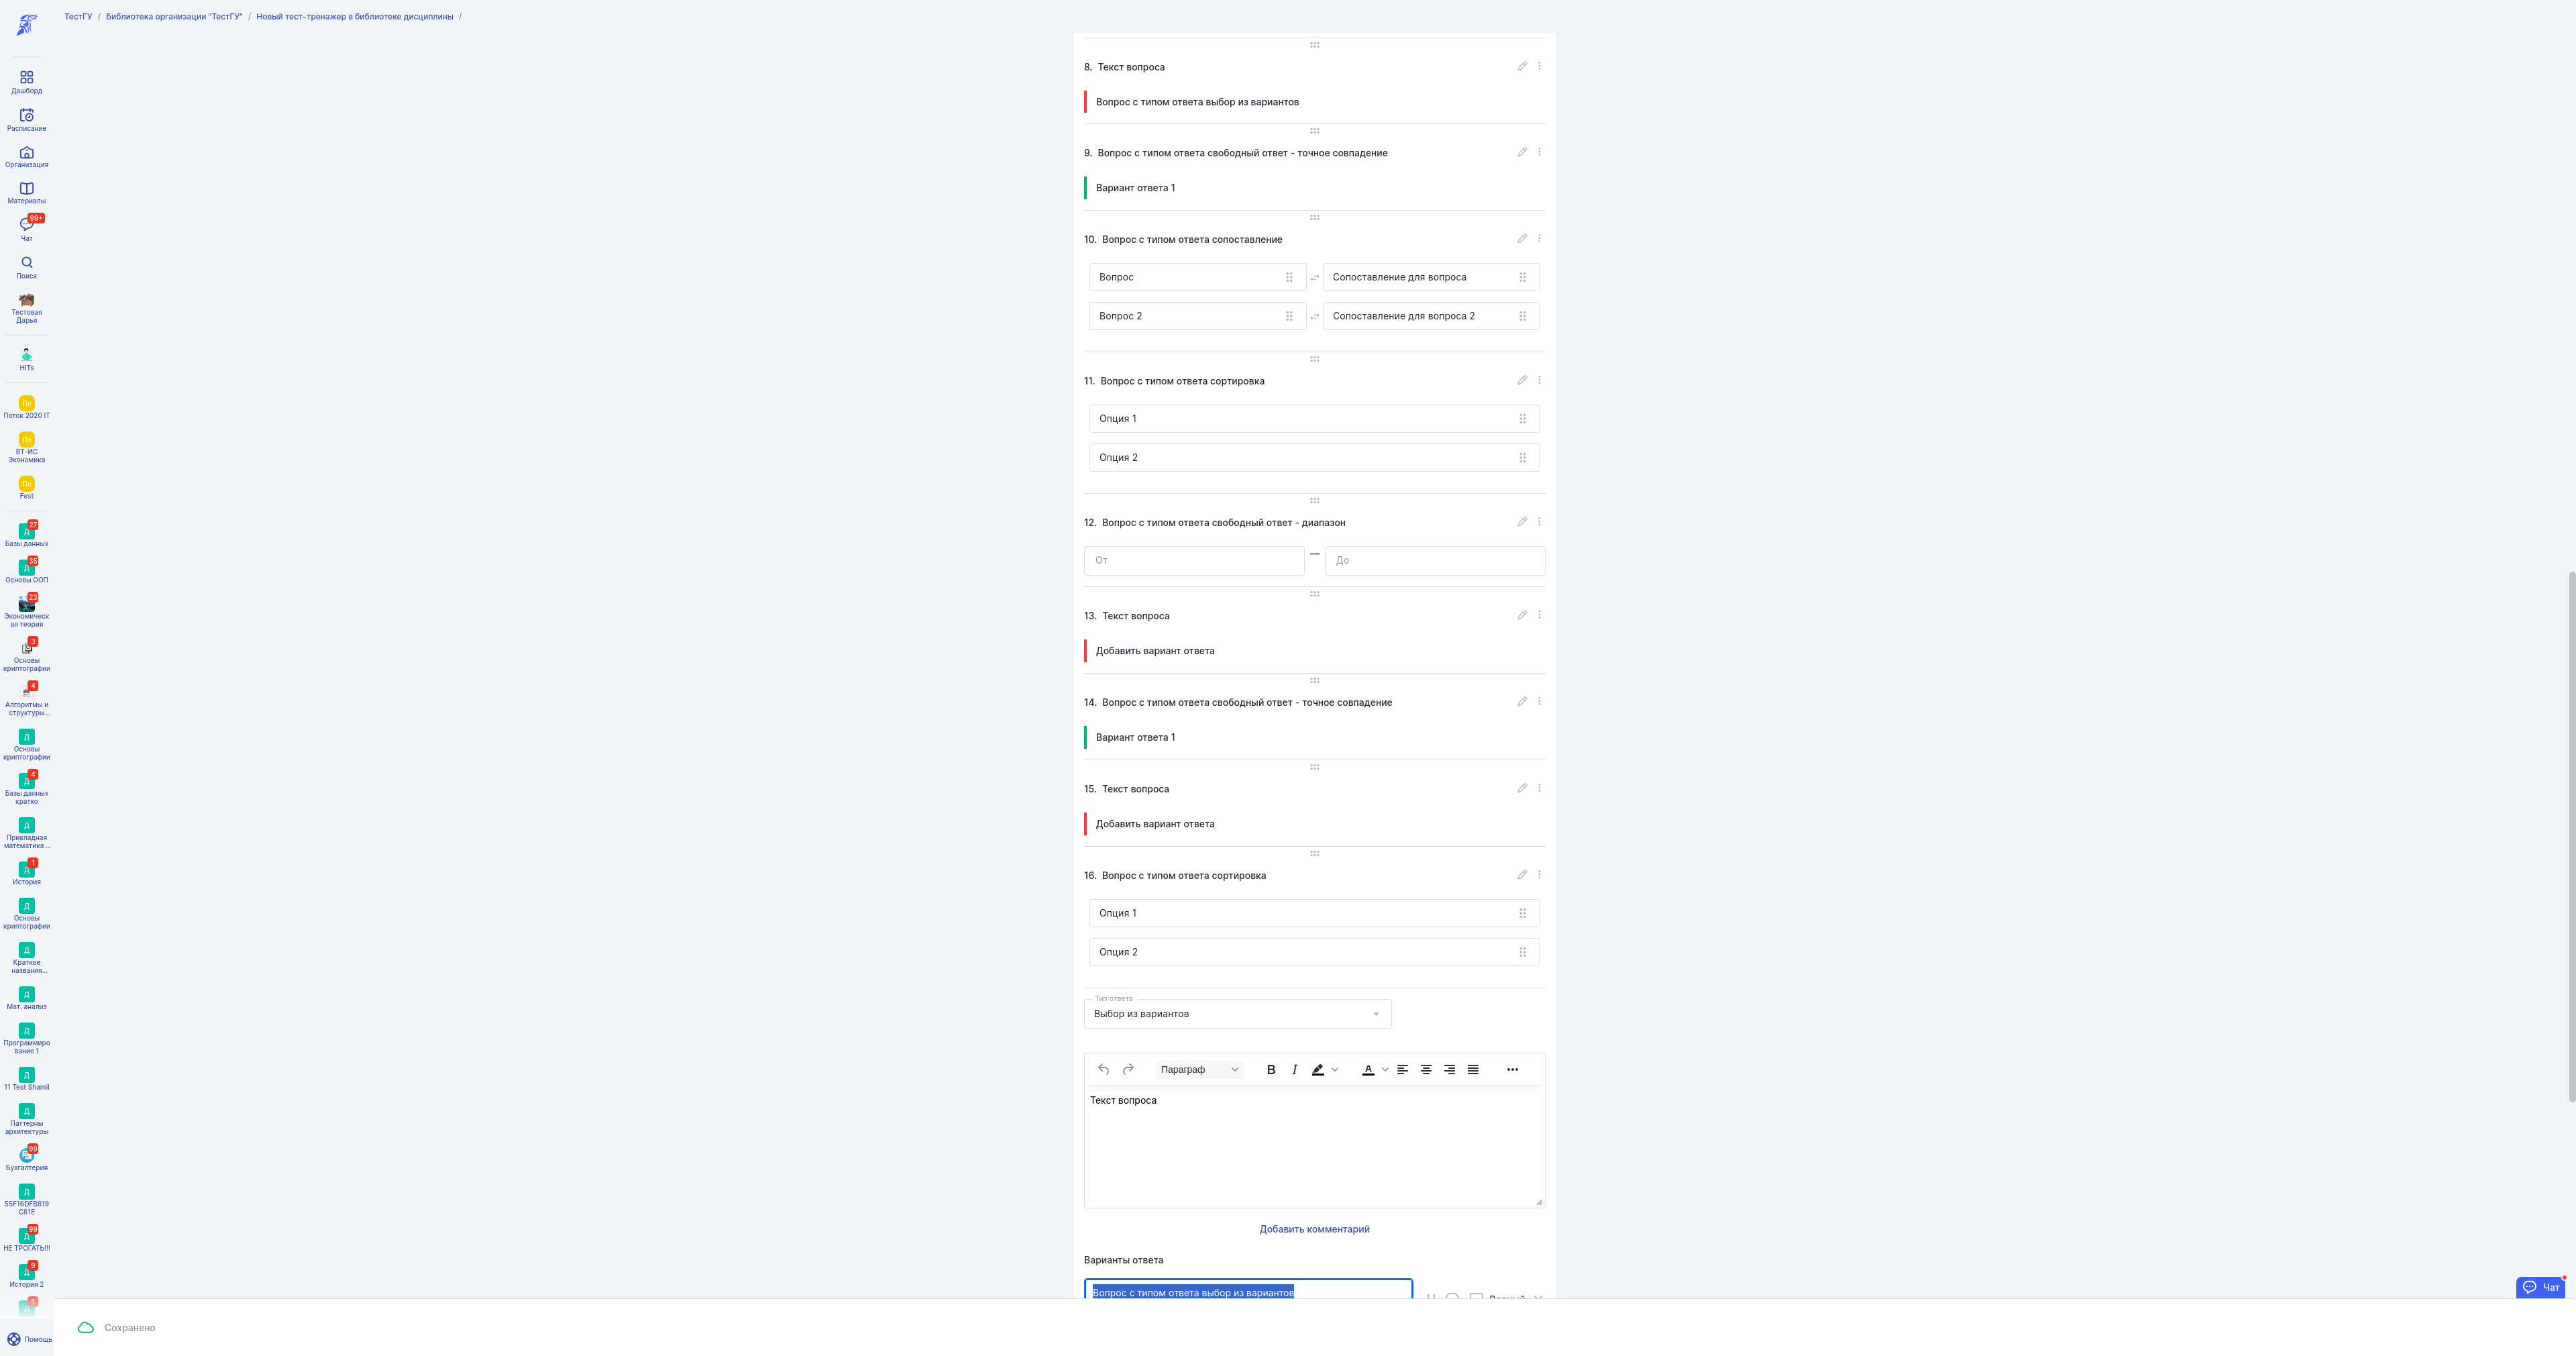 ТестГУ / Библиотека организации "ТестГУ" / Новый тест-тренажер в библиотеке дисциплины /
Дашборд
Расписание
Организация
Материалы
99+
Чат
Поиск
Тестовая
Дарья
HITs
По
Поток 2020 IT
По
ВТ-ИС
Экономика
По
Fest
27
Д
Базы данных
35
Д
Основы ООП
23
Экономическ
ая теория
3
Основы
криптографии
4
Алгоритмы и
структуры...
Д
Основы
криптографии
4
Д
Базы данных
кратко
Д
Прикладная
математика ...
1
Д
История
Д
Основы
криптографии
Д
Краткое
названия...
Д
Мат. анализ
Д
Программиро
вание 1
Д
11 Test Shamil
Д
Паттерны
архитектуры
99
Бухгалтерия
Д
55F16DFB819
C61E
99
Д
НЕ ТРОГАТЬ!!!
9
Д
История 2
1
Д
Помощь
8. Текст вопроса
Вопрос с типом ответа выбор из вариантов
9. Вопрос с типом ответа свободный ответ - точное совпадение
Вариант ответа 1
10. Вопрос с типом ответа сопоставление
Вопрос Сопоставление для вопроса
Вопрос 2 Сопоставление для вопроса 2
11. Вопрос с типом ответа сортировка
Опция 1
Опция 2
12. Вопрос с типом ответа свободный ответ - диапазон
От — До
13. Текст вопроса
Добавить вариант ответа
14. Вопрос с типом ответа свободный ответ - точное совпадение
Вариант ответа 1
15. Текст вопроса
Добавить вариант ответа
16. Вопрос с типом ответа сортировка
Опция 1
Опция 2
Тип ответа
Выбор из вариантов
Параграф B I A
Текст вопроса
Добавить комментарий
Варианты ответа
Вопрос с типом ответа выбор из вариантов
Чат
Сохранено